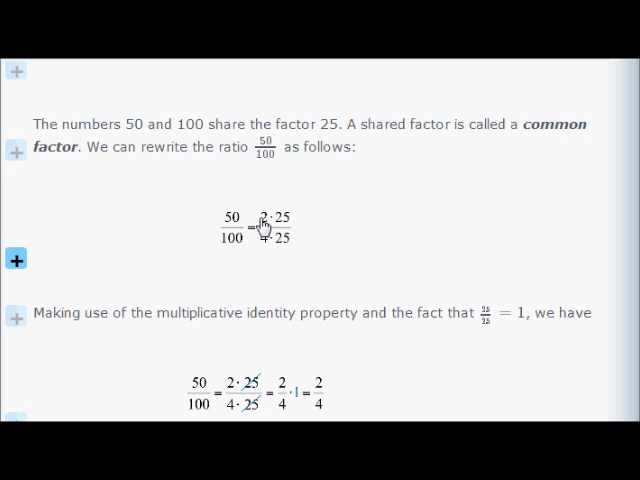 The numbers 50 and 100 share the factor 25. A shared factor is called a common
factor. We can rewrite the ratio 50/100 as follows:
50/100 = 2·25/4·25
Making use of the multiplicative identity property and the fact that 25/25 = 1, we have
50/100 = 2·25/4·25 = 2/4 ·1 = 2/4